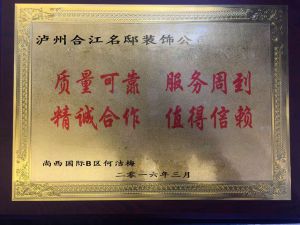 泸州合江名邸装饰公
质量可靠 服务周到
精诚合作 值得信赖
尚西国际B区何洁梅
二零一六年三月